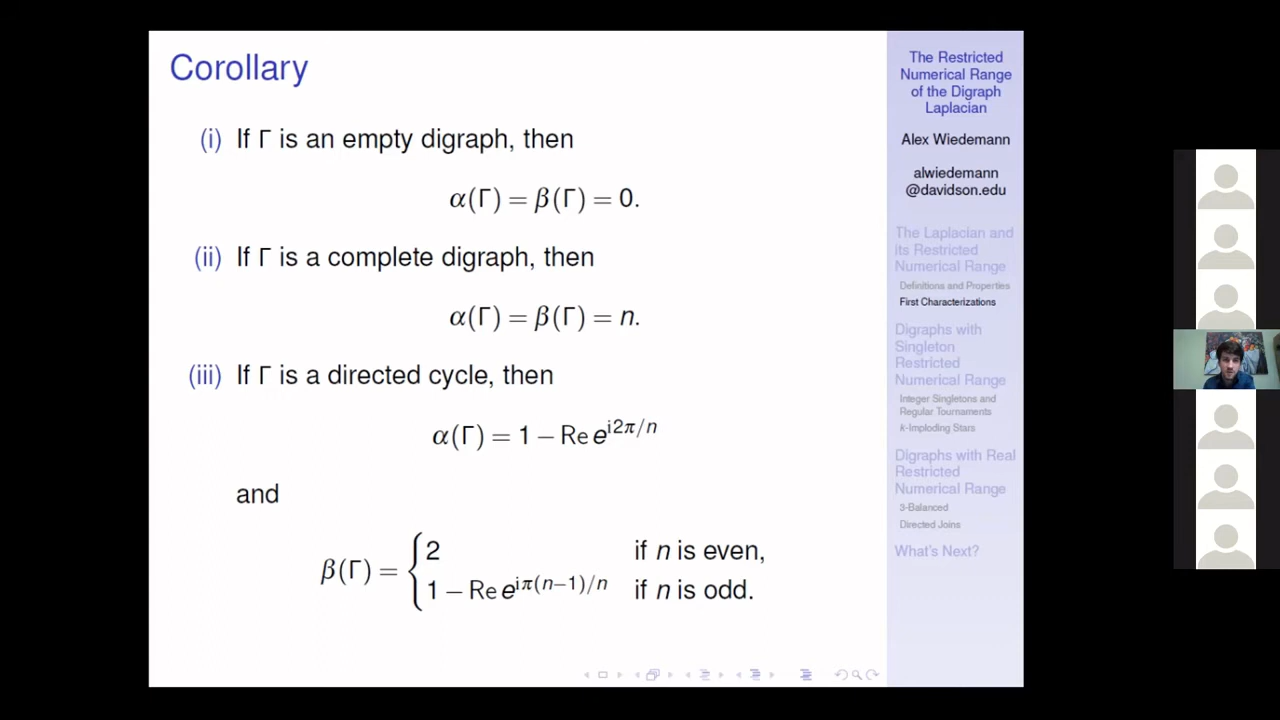 Corollary
(i) If Γ is an empty digraph, then
α(Γ) = β(Γ) = 0.
(ii) If Γ is a complete digraph, then
α(Γ) = β(Γ) = n.
(iii) If Γ is a directed cycle, then
α(Γ) = 1 − Re e^{i2π/n}
and
β(Γ) = { 2 if n is even,
1 − Re e^{iπ(n−1)/n} if n is odd.
The Restricted
Numerical Range
of the Digraph
Laplacian
Alex Wiedemann
alwiedemann
@davidson.edu
The Laplacian and
its Restricted
Numerical Range
Definitions and Properties
First Characterizations
Digraphs with
Singleton
Restricted
Numerical Range
Integer Singletons and
Regular Tournaments
k-Imploding Stars
Digraphs with Real
Restricted
Numerical Range
3-Balanced
Directed Joins
What's Next?